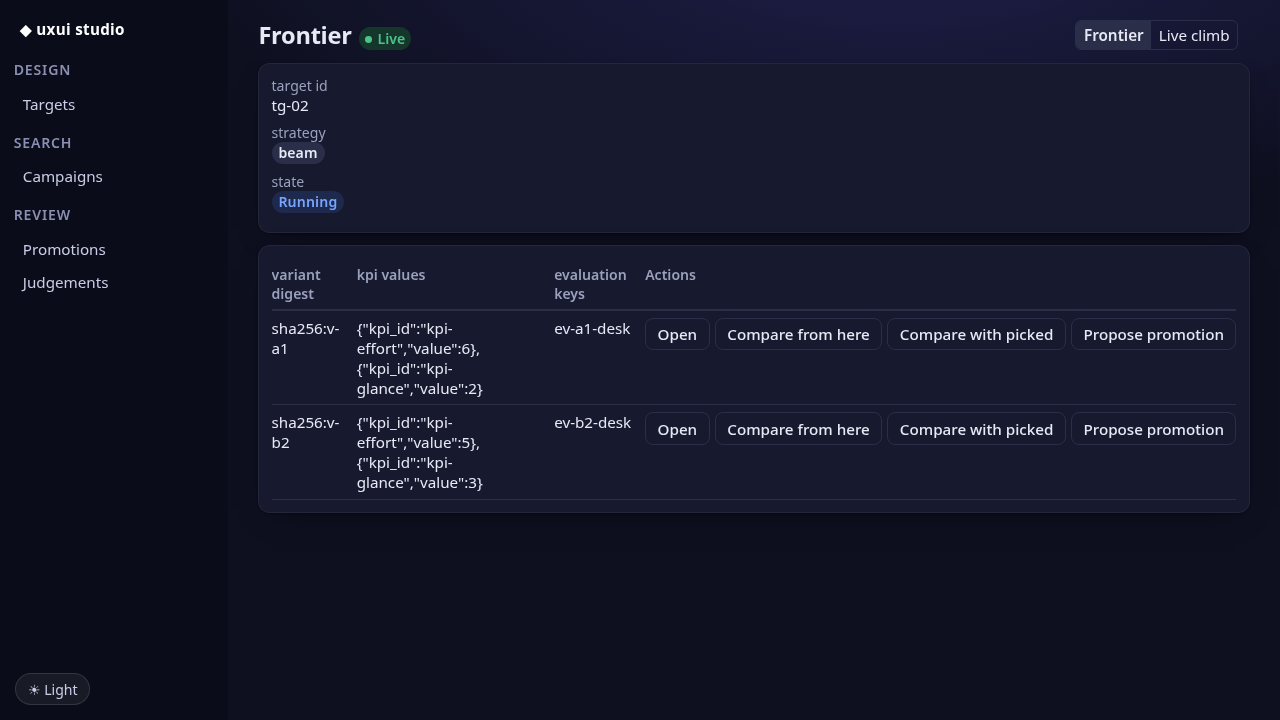 ◆ uxui studio
DESIGN
Targets
SEARCH
Campaigns
REVIEW
Promotions
Judgements
☀ Light
Frontier
Live
Frontier Live climb
target id
tg-02
strategy
beam
state
Running
variant digest
kpi values
evaluation keys
Actions
sha256:v-
a1
{"kpi_id":"kpi-
effort","value":6},
{"kpi_id":"kpi-
glance","value":2}
ev-a1-desk
Open
Compare from here
Compare with picked
Propose promotion
sha256:v-
b2
{"kpi_id":"kpi-
effort","value":5},
{"kpi_id":"kpi-
glance","value":3}
ev-b2-desk
Open
Compare from here
Compare with picked
Propose promotion